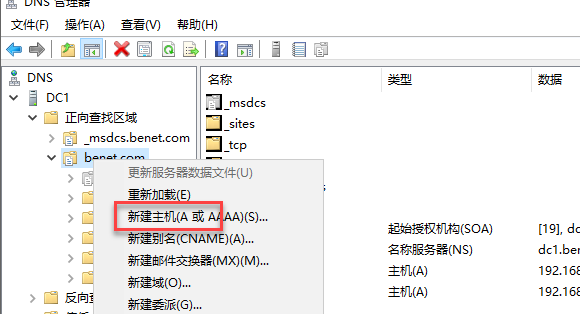 DNS 管理器
文件(F) 操作(A) 查看(V) 帮助(H)
DNS
DC1
正向查找区域
_msdcs.benet.com
benet.com
更新服务器数据文件(U)
重新加载(E)
新建主机(A 或 AAAA)(S)...
新建别名(CNAME)(A)...
新建邮件交换器(MX)(M)...
新建域(O)...
新建委派(G)...
反向查
名称 类型 数据
_msdcs
_sites
_tcp
起始授权机构(SOA) [19], dc
名称服务器(NS) dc1.be
主机(A) 192.168
主机(A) 192.168